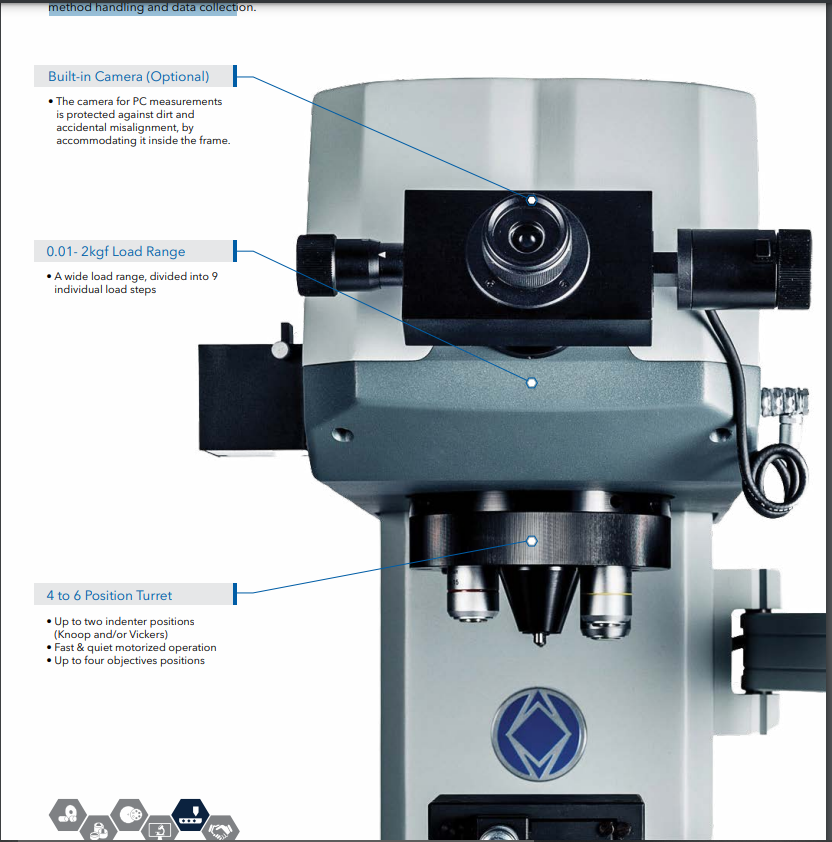 method handling and data collection.
Built-in Camera (Optional)
• The camera for PC measurements
is protected against dirt and
accidental misalignment, by
accommodating it inside the frame.
0.01- 2kgf Load Range
• A wide load range, divided into 9
individual load steps
4 to 6 Position Turret
• Up to two indenter positions
(Knoop and/or Vickers)
• Fast & quiet motorized operation
• Up to four objectives positions